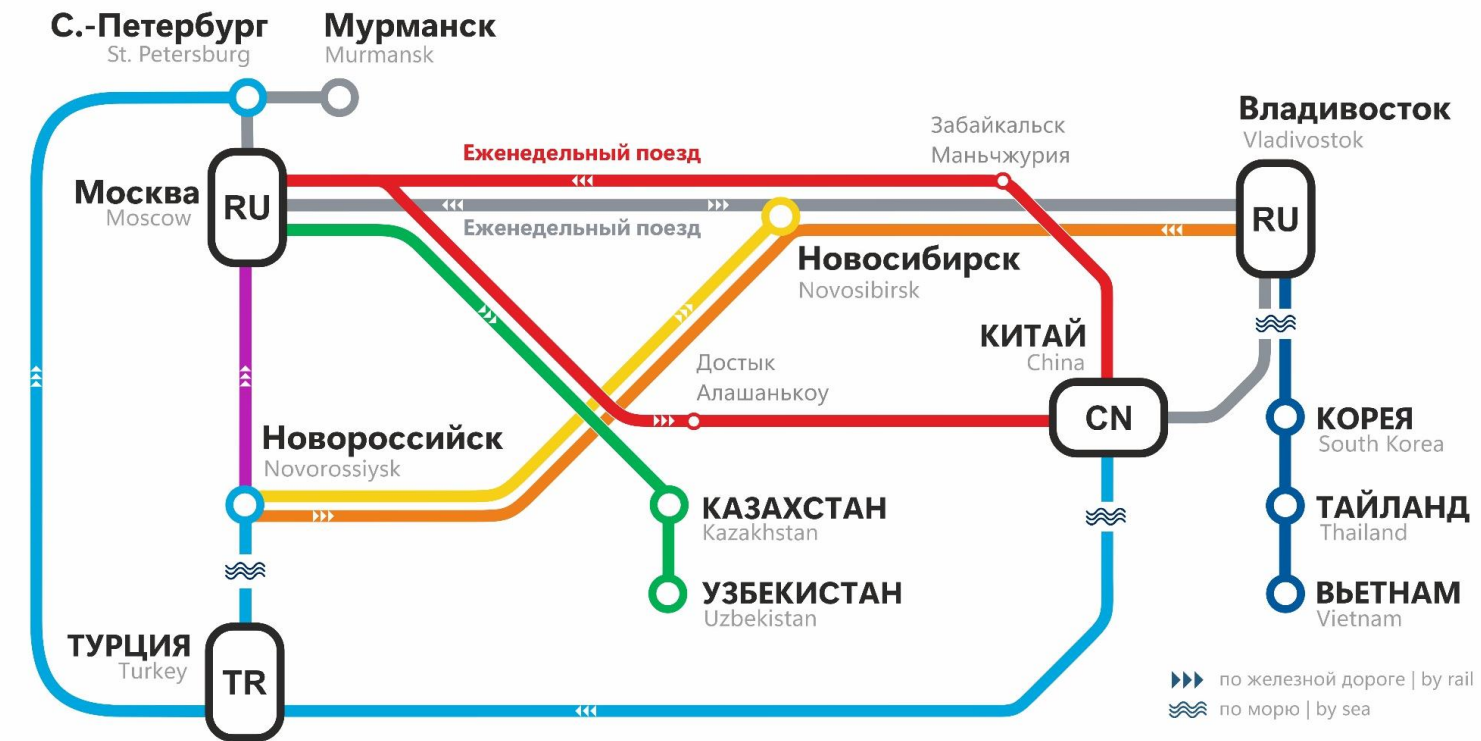 С.-Петербург
St. Petersburg
Мурманск
Murmansk
Москва
Moscow
RU
Еженедельный поезд
Еженедельный поезд
Забайкальск
Маньчжурия
Владивосток
Vladivostok
RU
Новосибирск
Novosibirsk
КИТАЙ
China
CN
Достык
Алашанькоу
Новороссийск
Novorossiysk
КОРЕЯ
South Korea
КАЗАХСТАН
Kazakhstan
ТАЙЛАНД
Thailand
УЗБЕКИСТАН
Uzbekistan
ВЬЕТНАМ
Vietnam
ТУРЦИЯ
Turkey
TR
по железной дороге | by rail
по морю | by sea